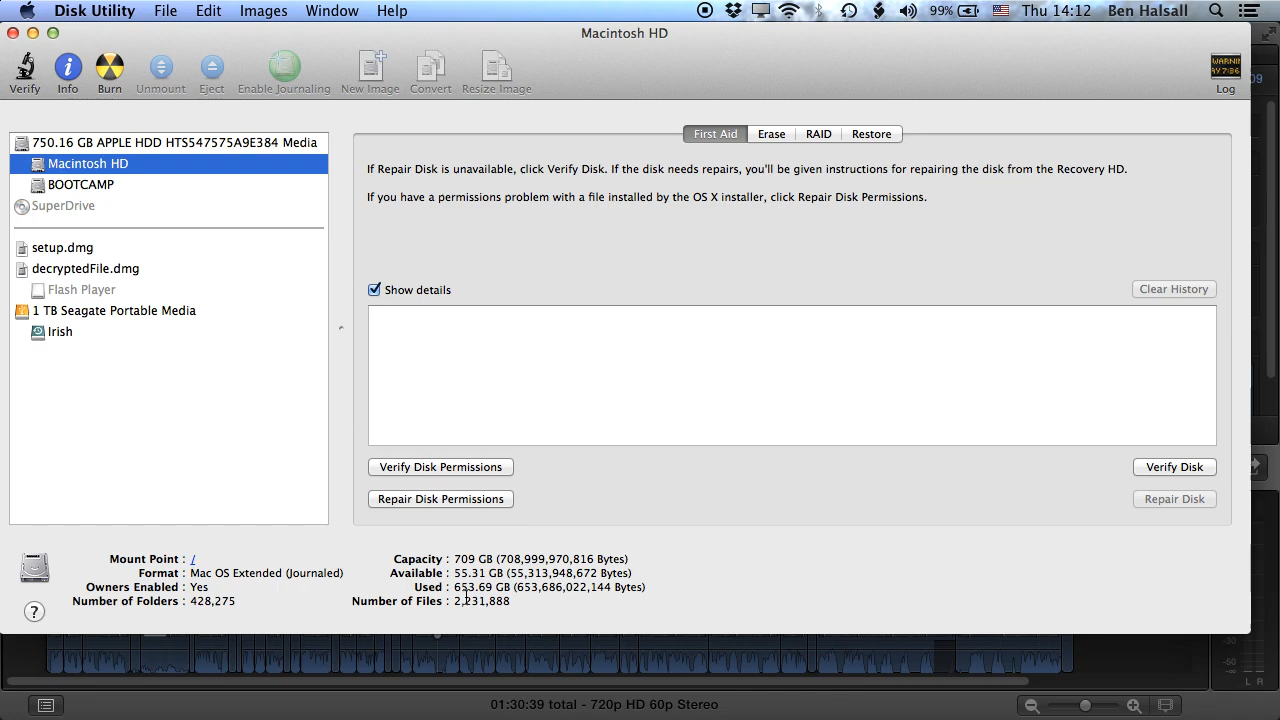 Disk Utility File Edit Images Window Help 99% Thu 14:12 Ben Halsall
Macintosh HD
Verify Info Burn Unmount Eject Enable Journaling New Image Convert Resize Image Log
WARNIN
AY 7:86
09
750.16 GB APPLE HDD HTS547575A9E384 Media
Macintosh HD
BOOTCAMP
SuperDrive
setup.dmg
decryptedFile.dmg
Flash Player
1 TB Seagate Portable Media
Irish
First Aid Erase RAID Restore
If Repair Disk is unavailable, click Verify Disk. If the disk needs repairs, you'll be given instructions for repairing the disk from the Recovery HD.
If you have a permissions problem with a file installed by the OS X installer, click Repair Disk Permissions.
Show details Clear History
Verify Disk Permissions Verify Disk
Repair Disk Permissions Repair Disk
Mount Point : / Capacity : 709 GB (708,999,970,816 Bytes)
Format : Mac OS Extended (Journaled) Available : 55.31 GB (55,313,948,672 Bytes)
Owners Enabled : Yes Used : 653.69 GB (653,686,022,144 Bytes)
Number of Folders : 428,275 Number of Files : 2,231,888
?
-30
-50
L R
01:30:39 total - 720p HD 60p Stereo